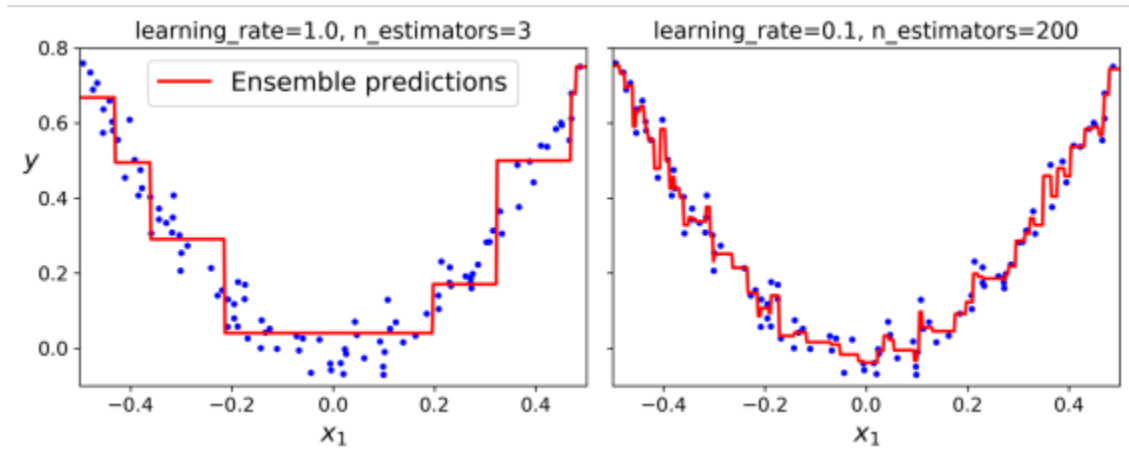 learning_rate=1.0, n_estimators=3
0.8
0.6
0.4
0.2
0.0
y
Ensemble predictions
−0.4 −0.2 0.0 0.2 0.4
x₁
learning_rate=0.1, n_estimators=200
−0.4 −0.2 0.0 0.2 0.4
x₁